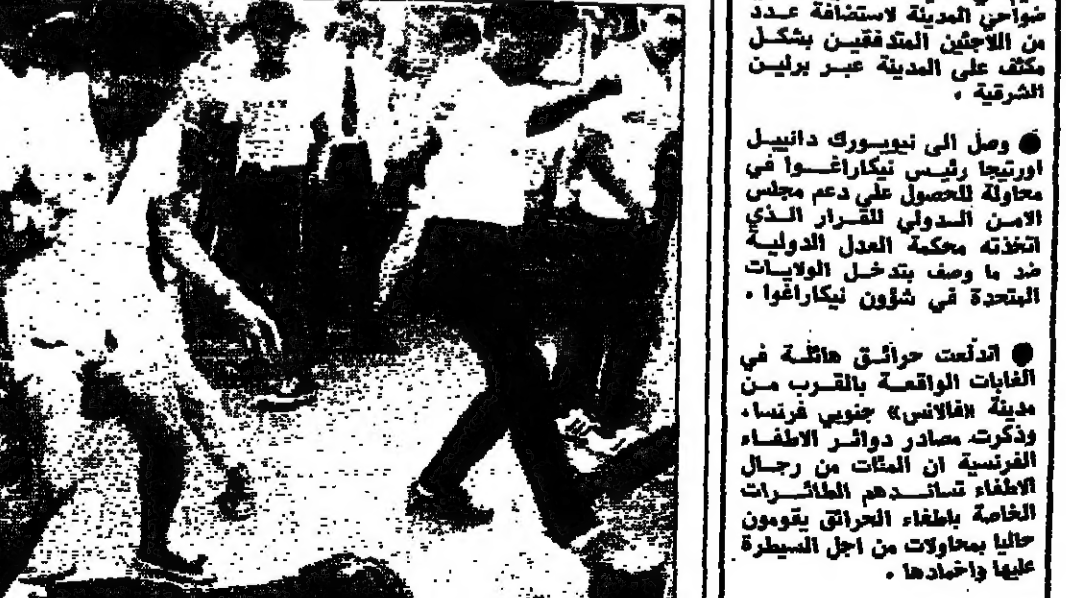 ضواحي المدينة لاستضافة عـدد
من اللاجئين المتدفقين بشكل
مكثف على المدينة عبر برلين
الشرقية .
● وصل الى نيويورك دانييل
اورتيجا رئيس نيكاراغوا في
محاولة للحصول على دعم مجلس
الامن الدولي للقرار الذي
اتخذته محكمة العدل الدولية
ضد ما وصف بتدخل الولايات
المتحدة في شؤون نيكاراغوا .
● اندلعت حرائق هائلة في
الغابات الواقعة بالقرب من
مدينة «فالانس» جنوبي فرنسا.
وذكرت مصادر دوائر الاطفاء
الفرنسية ان المئات من رجال
الاطفاء تساندهم الطائرات
الخاصة باطفاء الحرائق يقومون
حاليا بمحاولات من اجل السيطرة
عليها واخمادها .